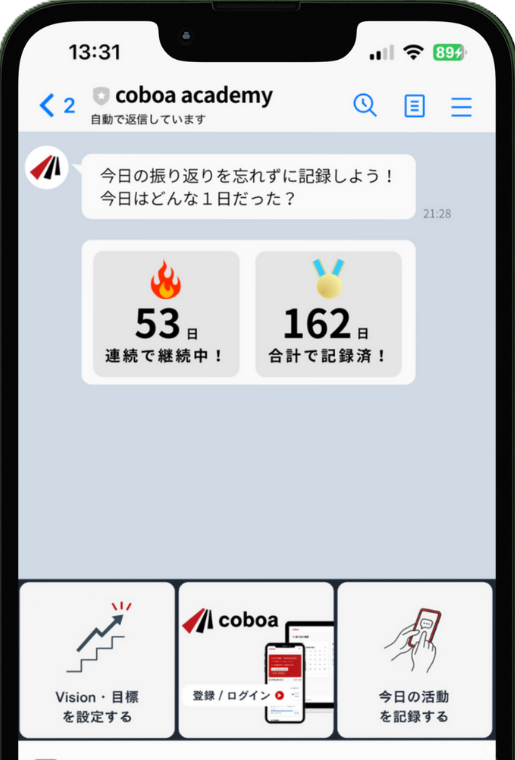 13:31
89
2
coboa academy
自動で返信しています
今日の振り返りを忘れずに記録しよう！
今日はどんな１日だった？
21:28
53日
連続で継続中！
162日
合計で記録済！
Vision・目標
を設定する
coboa
登録 / ログイン
今日の活動
を記録する